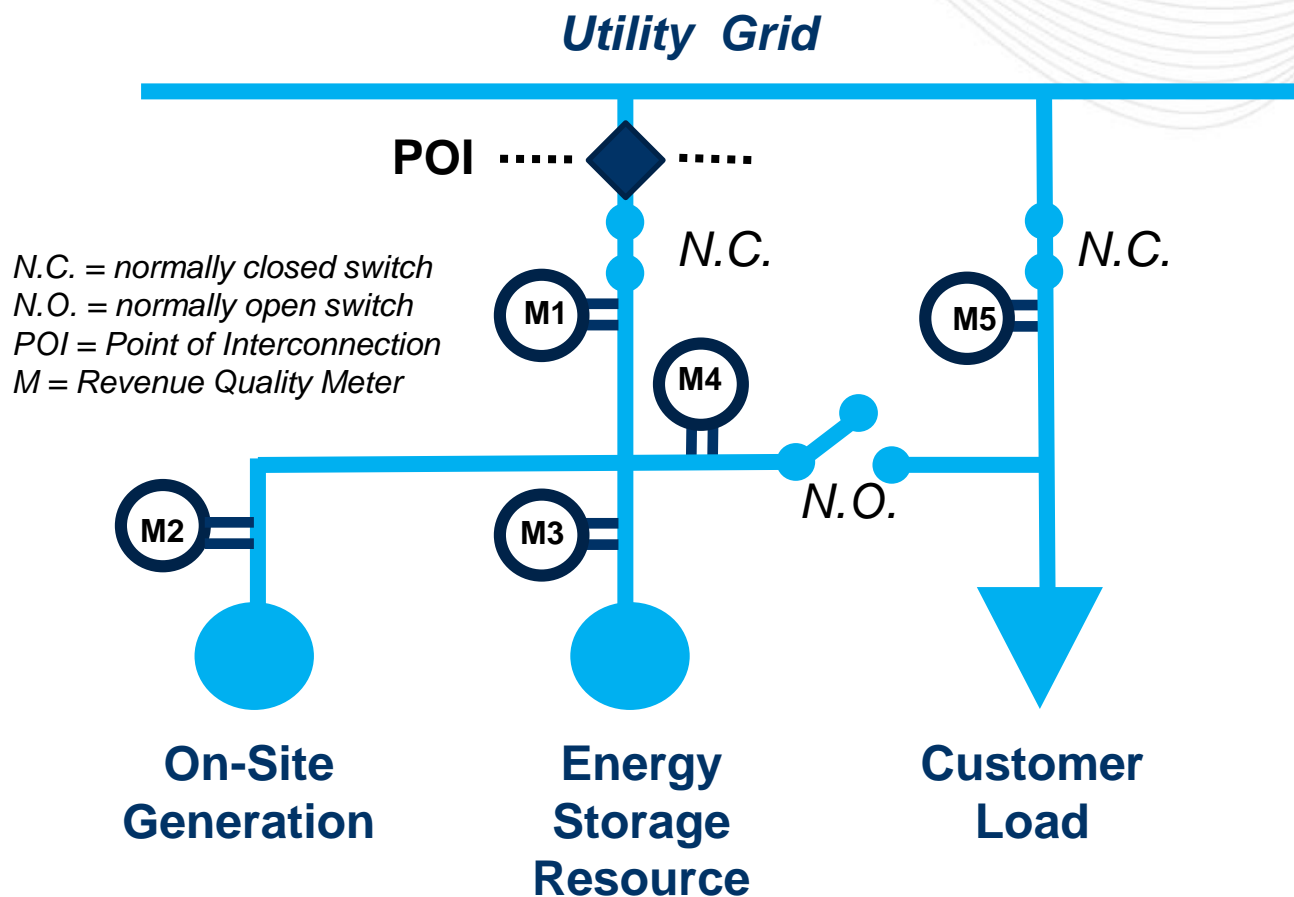 Utility Grid
POI
N.C.
N.C.
N.C. = normally closed switch
N.O. = normally open switch
POI = Point of Interconnection
M = Revenue Quality Meter
M1
M5
M4
N.O.
M2
M3
On-Site
Generation
Energy
Storage
Resource
Customer
Load